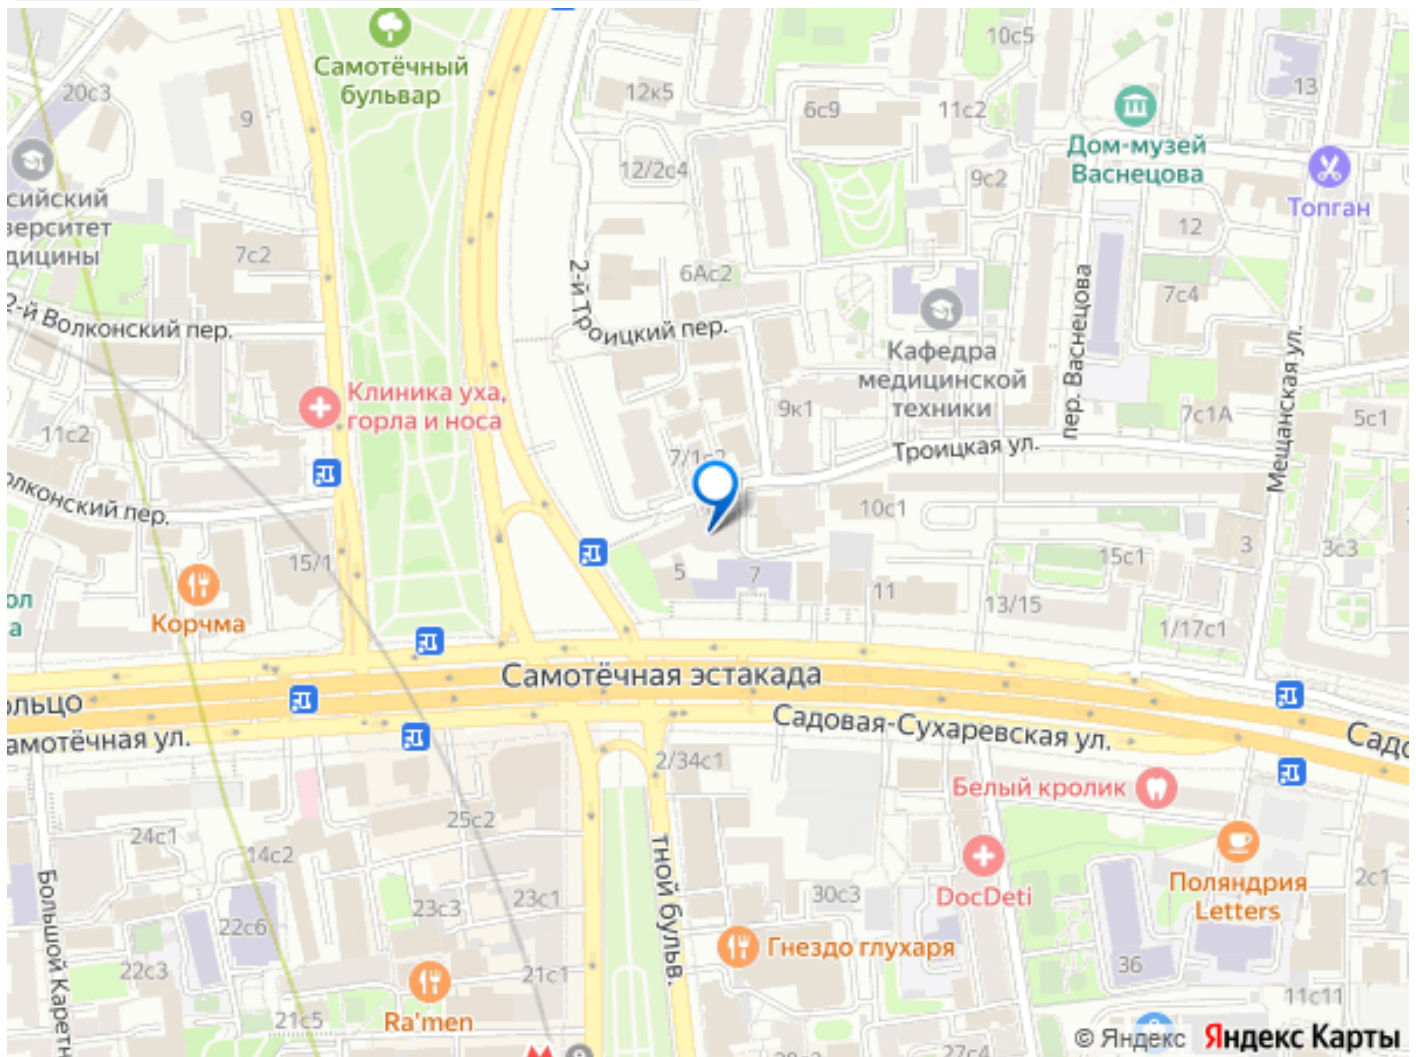 Самотёчный
бульвар
20с3
9
12к5
6с9
10с5
11с2
13
Дом-музей
Васнецова
12/2с4
9с2
Топган
сийский
верситет
дицины
7с2
12
6Ас2
7с4
2-й Троицкий пер.
2-й Волконский пер.
Кафедра
медицинской
техники
пер. Васнецова
Мещанская ул.
Клиника уха,
горла и носа
9к1
7с1А
5с1
11с2
Троицкая ул.
7/1с2
олконский пер.
10с1
15/1
5
7
11
15с1
3
3с3
Корчма
13/15
1/17с1
ол
а
Самотёчная эстакада
ольцо
амотёчная ул.
Садовая-Сухаревская ул.
Садо
2/34с1
Белый кролик
24с1
25с2
14с2
DocDeti
Поляндрия
Letters
2с1
Большой Каретн
22с6
23с3
23с1
тной бульв.
30с3
Гнездо глухаря
22с3
21с1
36
11с11
21с5
Ra'men
27с4
© Яндекс Яндекс Карты